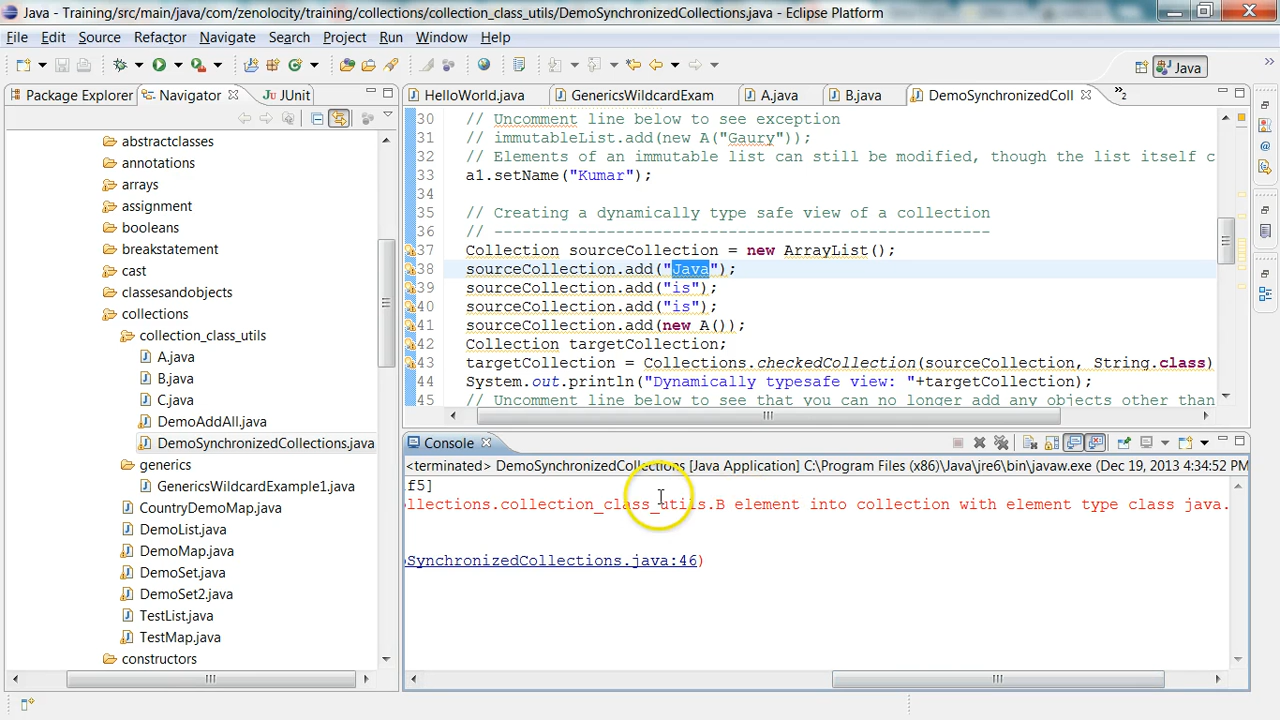 Java - Training/src/main/java/com/zenolocity/training/collections/collection_class_utils/DemoSynchronizedCollections.java - Eclipse Platform
File Edit Source Refactor Navigate Search Project Run Window Help
Java
Package Explorer Navigator JUnit
HelloWorld.java GenericsWildcardExam A.java B.java DemoSynchronizedColl 2
abstractclasses
annotations
arrays
assignment
booleans
breakstatement
cast
classesandobjects
collections
collection_class_utils
A.java
B.java
C.java
DemoAddAll.java
DemoSynchronizedCollections.java
generics
GenericsWildcardExample1.java
CountryDemoMap.java
DemoList.java
DemoMap.java
DemoSet.java
DemoSet2.java
TestList.java
TestMap.java
constructors
30 // Uncomment line below to see exception
31 // immutableList.add(new A("Gaury"));
32 // Elements of an immutable list can still be modified, though the list itself c
33 a1.setName("Kumar");
34
35 // Creating a dynamically type safe view of a collection
36 // -----------------------------------------------------
37 Collection sourceCollection = new ArrayList();
38 sourceCollection.add("Java");
39 sourceCollection.add("is");
40 sourceCollection.add("is");
41 sourceCollection.add(new A());
42 Collection targetCollection;
43 targetCollection = Collections.checkedCollection(sourceCollection, String.class)
44 System.out.println("Dynamically typesafe view: "+targetCollection);
45 // Uncomment line below to see that you can no longer add any objects other than
Console
<terminated> DemoSynchronizedCollections [Java Application] C:\Program Files (x86)\Java\jre6\bin\javaw.exe (Dec 19, 2013 4:34:52 PM
f5]
llections.collection_class_utils.B element into collection with element type class java.
oSynchronizedCollections.java:46)